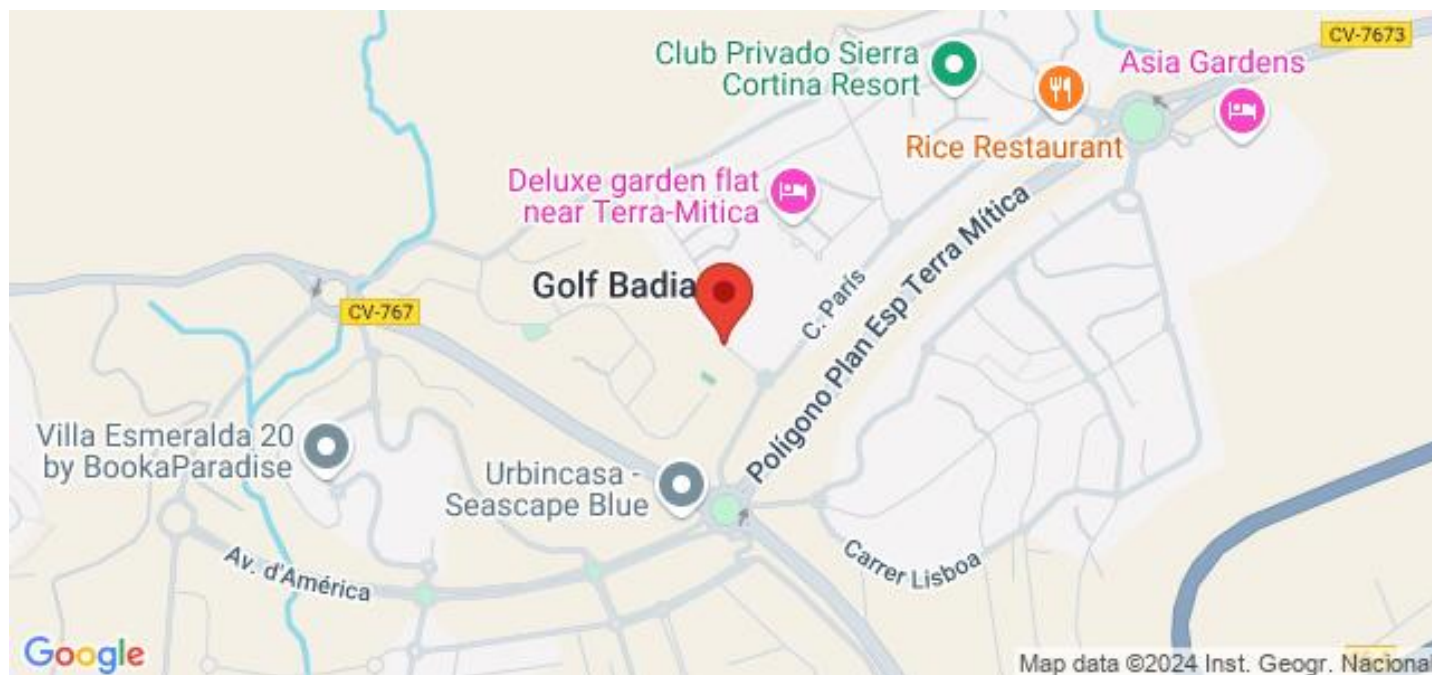 CV-7673
Club Privado Sierra
Cortina Resort
Asia Gardens
Rice Restaurant
Deluxe garden flat
near Terra-Mitica
Golf Badia
CV-767
C. París
Polígono Plan Esp Terra Mítica
Villa Esmeralda 20
by BookaParadise
Urbincasa -
Seascape Blue
Carrer Lisboa
Av. d'América
Google
Map data ©2024 Inst. Geogr. Nacional